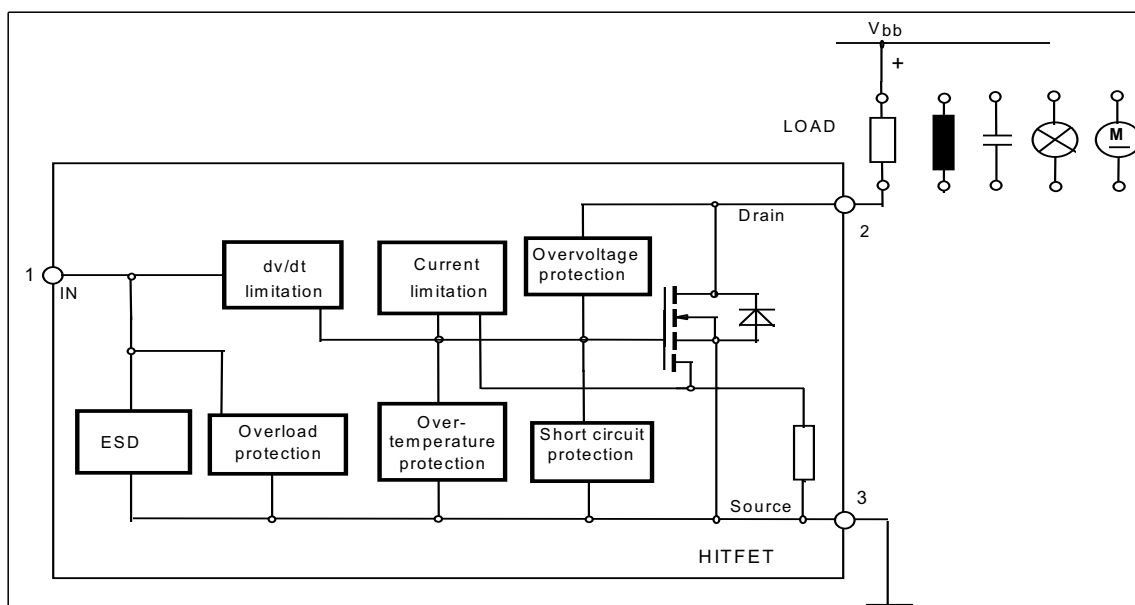 Vbb
+
LOAD
M
Drain
2
Overvoltage
protection
dv/dt
limitation
Current
limitation
1
IN
ESD
Overload
protection
Over-
temperature
protection
Short circuit
protection
Source
3
HITFET